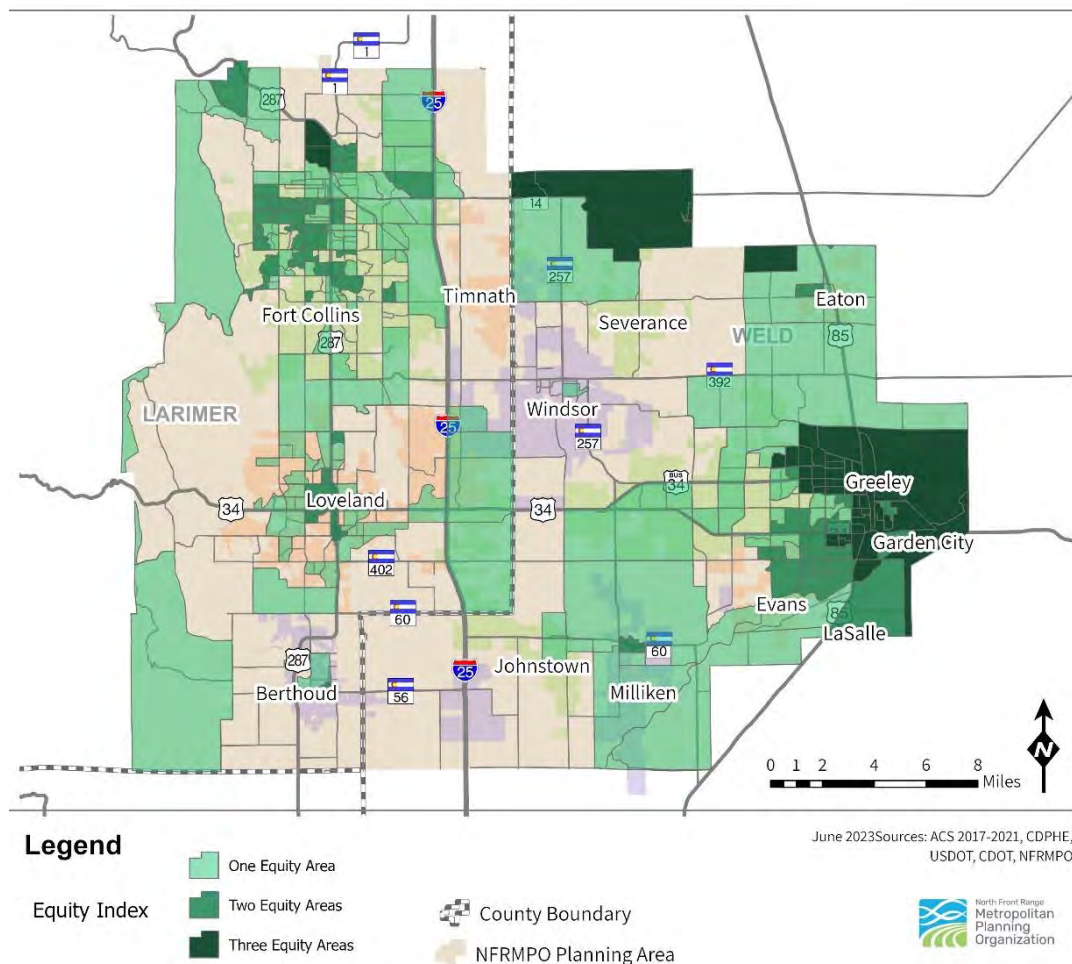 1
1
287
25
14
257
Timnath
Fort Collins
Severance
Eaton
WELD
287
85
392
LARIMER
Windsor
25
257
BUS
34
Greeley
Loveland
34
34
Garden City
402
Evans
60
85
LaSalle
60
287
25
Johnstown
Berthoud
56
Milliken
N
0 1 2 4 6 8
Miles
Legend
June 2023Sources: ACS 2017-2021, CDPHE,
USDOT, CDOT, NFRMPO
Equity Index
One Equity Area
Two Equity Areas
Three Equity Areas
County Boundary
NFRMPO Planning Area
North Front Range
Metropolitan
Planning
Organization